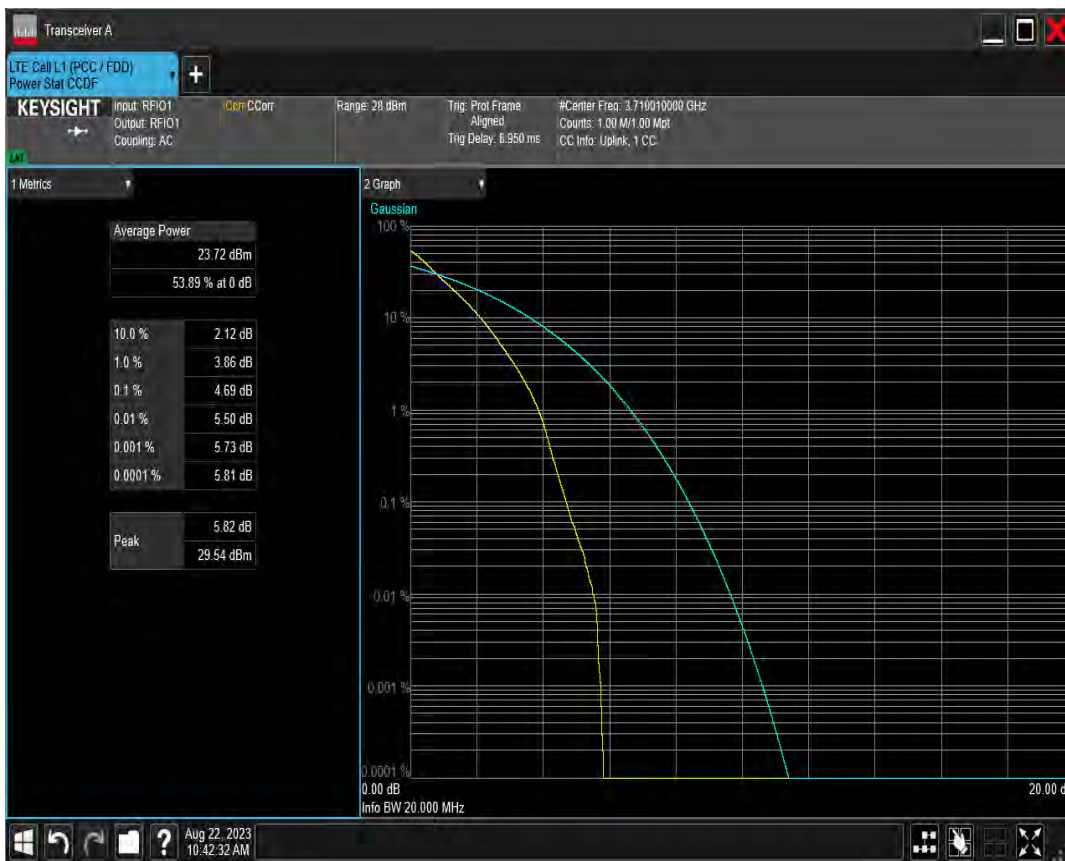 Transceiver A
LTE Cell L1 (PCC / FDD)
Power Stat CCDF
KEYSIGHT
Input: RFIO1
Output: RFIO1
Coupling: AC
Corr CCorr
Range: 28 dBm
Trig: Prot Frame
Aligned
Trig Delay: 8.950 ms
#Center Freq: 3.710010000 GHz
Counts: 1.00 M/1.00 Mpt
CC Info: Uplink, 1 CC
1 Metrics
Average Power
23.72 dBm
53.89 % at 0 dB
10.0 % 2.12 dB
1.0 % 3.86 dB
0.1 % 4.69 dB
0.01 % 5.50 dB
0.001 % 5.73 dB
0.0001 % 5.81 dB
Peak
5.82 dB
29.54 dBm
2 Graph
Gaussian
100 %
10 %
1 %
0.1 %
0.01 %
0.001 %
0.0001 %
0.00 dB
20.00 d
Info BW 20.000 MHz
?
Aug 22, 2023
10:42:32 AM